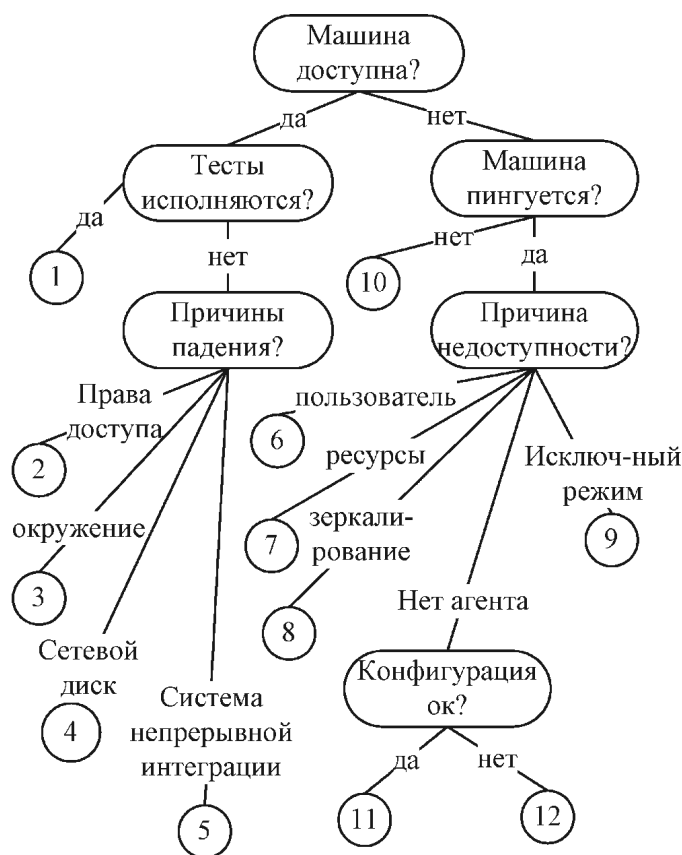 Машина
доступна?
да
нет
Тесты
исполняются?
Машина
пингуется?
да
нет
нет
да
1
10
Причины
падения?
Причина
недоступности?
Права
доступа
пользователь
2
6
ресурсы
Исключ-ный
режим
окружение
7
зеркали-
рование
9
3
8
Нет агента
Сетевой
диск
Конфигурация
ок?
4
Система
непрерывной
интеграции
да
нет
5
11
12